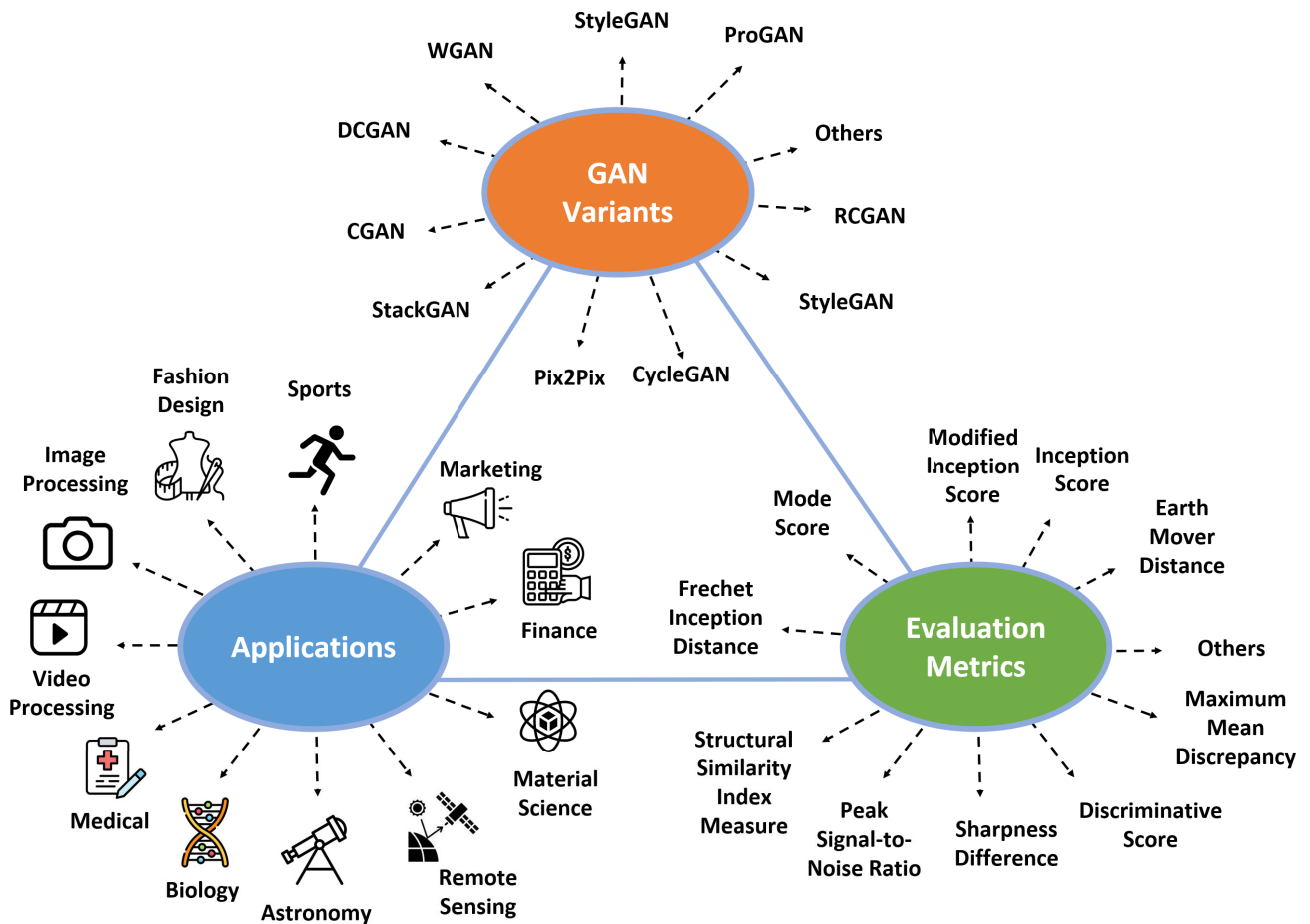 StyleGAN
ProGAN
WGAN
DCGAN
Others
GAN
Variants
CGAN
RCGAN
StackGAN
StyleGAN
Pix2Pix
CycleGAN
Fashion
Design
Sports
Image
Processing
Marketing
Finance
Applications
Video
Processing
Medical
Biology
Astronomy
Remote
Sensing
Material
Science
Modified
Inception
Score
Inception
Score
Mode
Score
Earth
Mover
Distance
Frechet
Inception
Distance
Evaluation
Metrics
Others
Maximum
Mean
Discrepancy
Structural
Similarity
Index
Measure
Peak
Signal-to-
Noise Ratio
Sharpness
Difference
Discriminative
Score